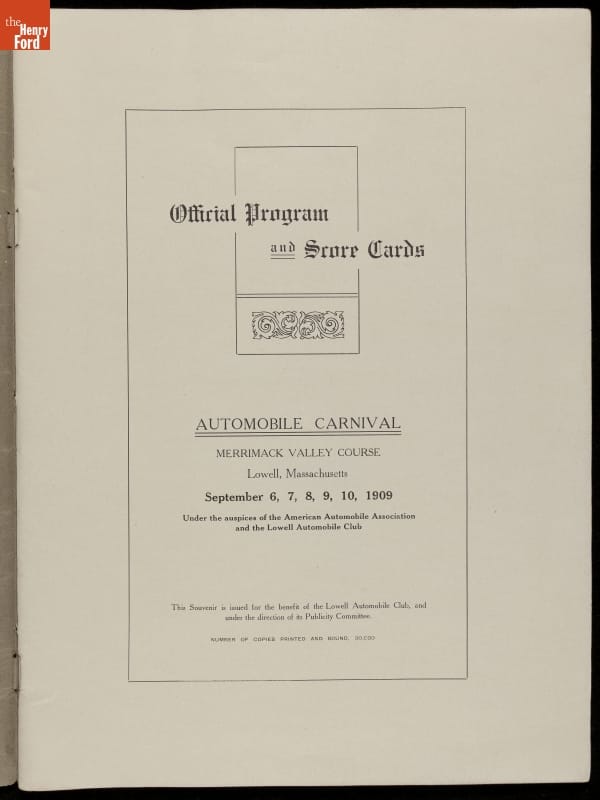 the
Henry
Ford
Official Program
and Score Cards
AUTOMOBILE CARNIVAL
MERRIMACK VALLEY COURSE
Lowell, Massachusetts
September 6, 7, 8, 9, 10, 1909
Under the auspices of the American Automobile Association
and the Lowell Automobile Club
This Souvenir is issued for the benefit of the Lowell Automobile Club, and
under the direction of its Publicity Committee.
NUMBER OF COPIES PRINTED AND BOUND,